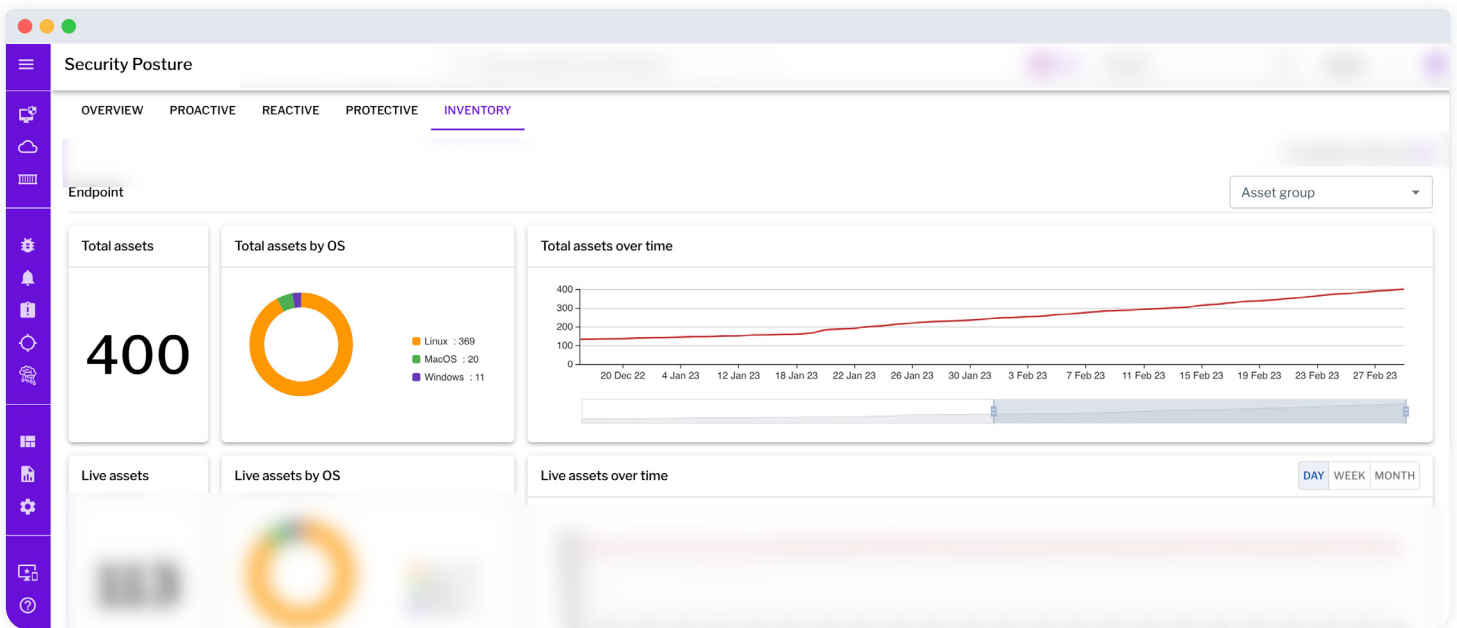 Security Posture
OVERVIEW PROACTIVE REACTIVE PROTECTIVE INVENTORY
Endpoint
Asset group
Total assets
400
Total assets by OS
Linux : 369
MacOS : 20
Windows : 11
Total assets over time
400
300
200
100
0
20 Dec 22 4 Jan 23 12 Jan 23 18 Jan 23 22 Jan 23 26 Jan 23 30 Jan 23 3 Feb 23 7 Feb 23 11 Feb 23 15 Feb 23 19 Feb 23 23 Feb 23 27 Feb 23
Live assets
Live assets by OS
Live assets over time
DAY WEEK MONTH